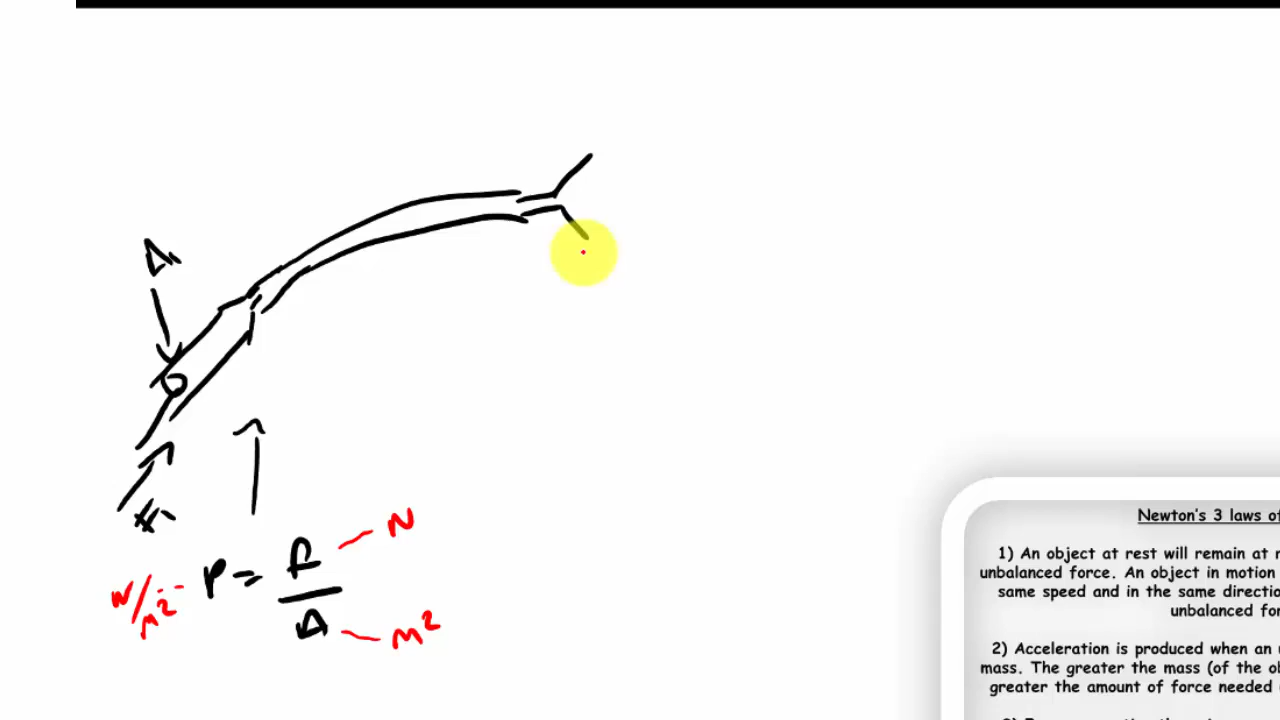 A₁
F₁
P = F/A
N
N/m²
m²
Newton's 3 laws of
1) An object at rest will remain at r
unbalanced force. An object in motion
same speed and in the same directio
unbalanced for
2) Acceleration is produced when an
mass. The greater the mass (of the ob
greater the amount of force needed